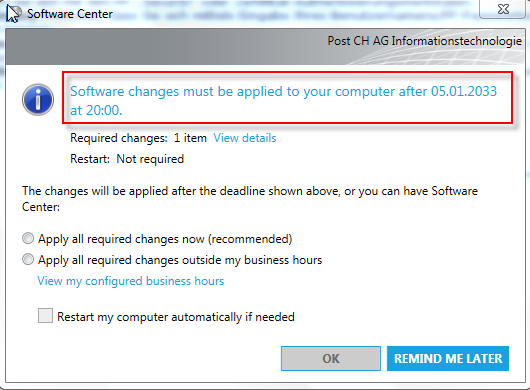 Software Center
Post CH AG Informationstechnologie
Software changes must be applied to your computer after 05.01.2033
at 20:00.
Required changes: 1 item View details
Restart: Not required
The changes will be applied after the deadline shown above, or you can have Software
Center:
Apply all required changes now (recommended)
Apply all required changes outside my business hours
View my configured business hours
Restart my computer automatically if needed
OK
REMIND ME LATER